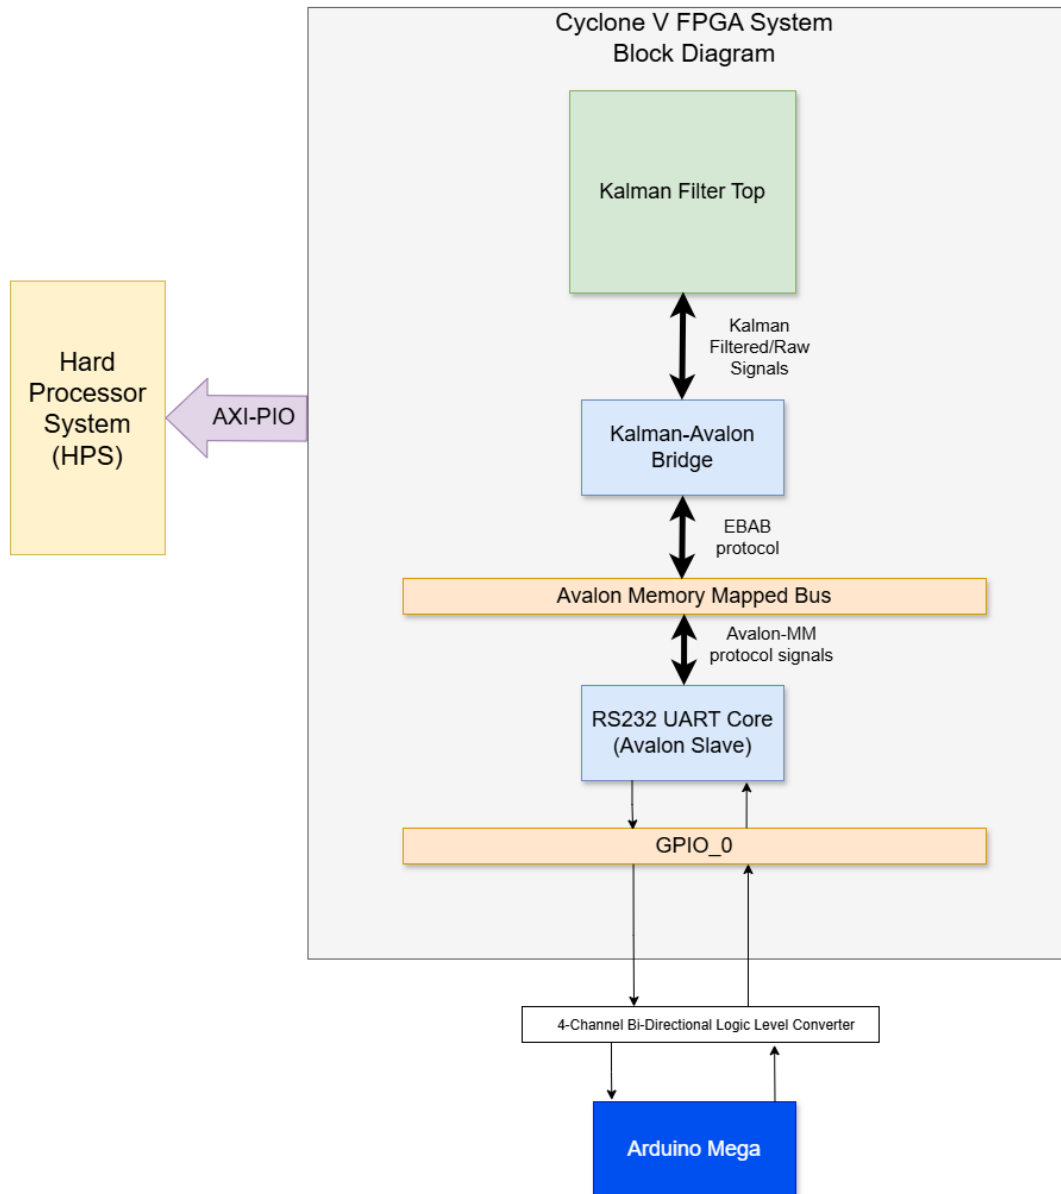 Cyclone V FPGA System
Block Diagram
Kalman Filter Top
Kalman
Filtered/Raw
Signals
Hard
Processor
System
(HPS)
AXI-PIO
Kalman-Avalon
Bridge
EBAB
protocol
Avalon Memory Mapped Bus
Avalon-MM
protocol signals
RS232 UART Core
(Avalon Slave)
GPIO_0
4-Channel Bi-Directional Logic Level Converter
Arduino Mega